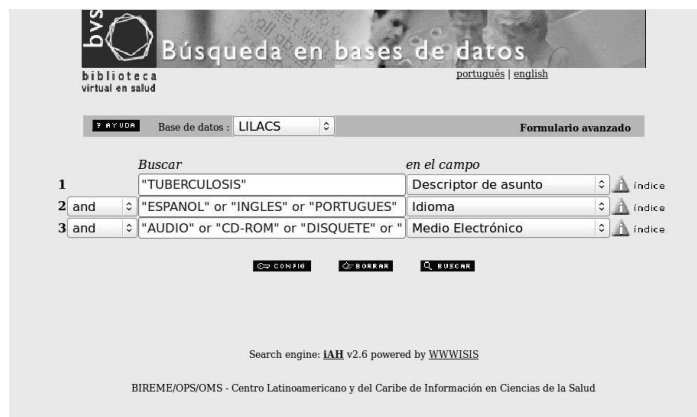 bvs
Búsqueda en bases de datos
biblioteca
virtual en salud
português | english
? AYUDA Base de datos : LILACS Formulario avanzado
Buscar en el campo
1 "TUBERCULOSIS" Descriptor de asunto índice
2 and "ESPANOL" or "INGLES" or "PORTUGUES" Idioma índice
3 and "AUDIO" or "CD-ROM" or "DISQUETE" or " Medio Electrónico índice
CONFIG BORRAR BUSCAR
Search engine: iAH v2.6 powered by WWWISIS
BIREME/OPS/OMS - Centro Latinoamericano y del Caribe de Información en Ciencias de la Salud